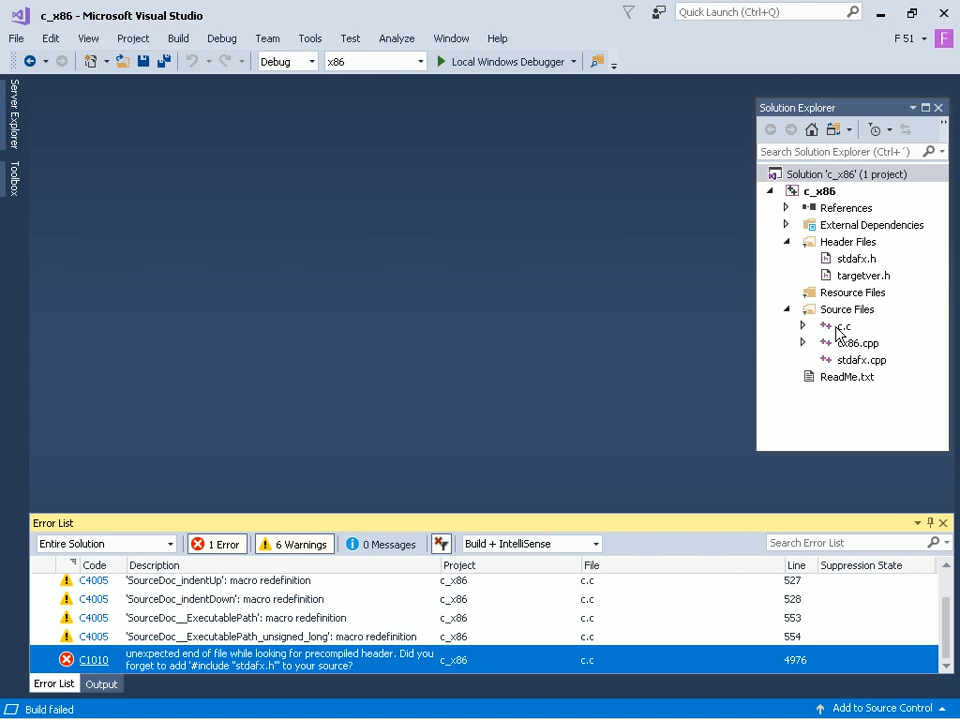 c_x86 - Microsoft Visual Studio
Quick Launch (Ctrl+Q)
File Edit View Project Build Debug Team Tools Test Analyze Window Help
F 51 F
Debug x86 Local Windows Debugger
Server Explorer
Toolbox
Solution Explorer
Search Solution Explorer (Ctrl+´)
Solution 'c_x86' (1 project)
c_x86
References
External Dependencies
Header Files
stdafx.h
targetver.h
Resource Files
Source Files
c.c
stdafx.cpp
ReadMe.txt
Error List
Entire Solution 1 Error 6 Warnings 0 Messages Build + IntelliSense Search Error List
Code Description Project File Line Suppression State
C4005 'SourceDoc_indentUp': macro redefinition c_x86 c.c 527
C4005 'SourceDoc_indentDown': macro redefinition c_x86 c.c 528
C4005 'SourceDoc__ExecutablePath': macro redefinition c_x86 c.c 553
C4005 'SourceDoc__ExecutablePath_unsigned_long': macro redefinition c_x86 c.c 554
C1010 unexpected end of file while looking for precompiled header. Did you c_x86 c.c 4976
forget to add '#include "stdafx.h"' to your source?
Error List Output
Build failed Add to Source Control